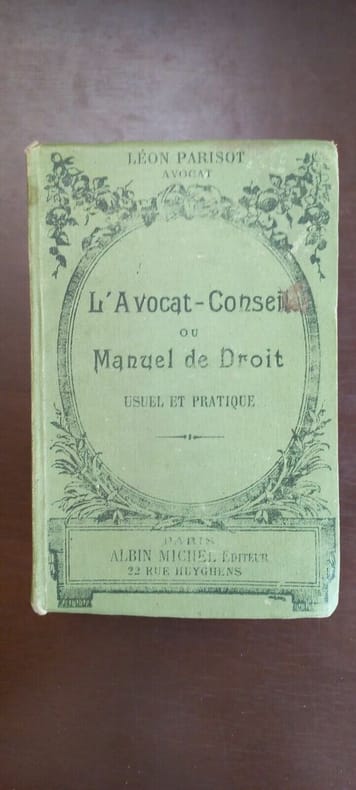 LÉON PARISOT
AVOCAT
L'Avocat-Conseil
OU
Manuel de Droit
USUEL ET PRATIQUE
PARIS
ALBIN MICHEL ÉDITEUR
22 RUE HUYGHENS